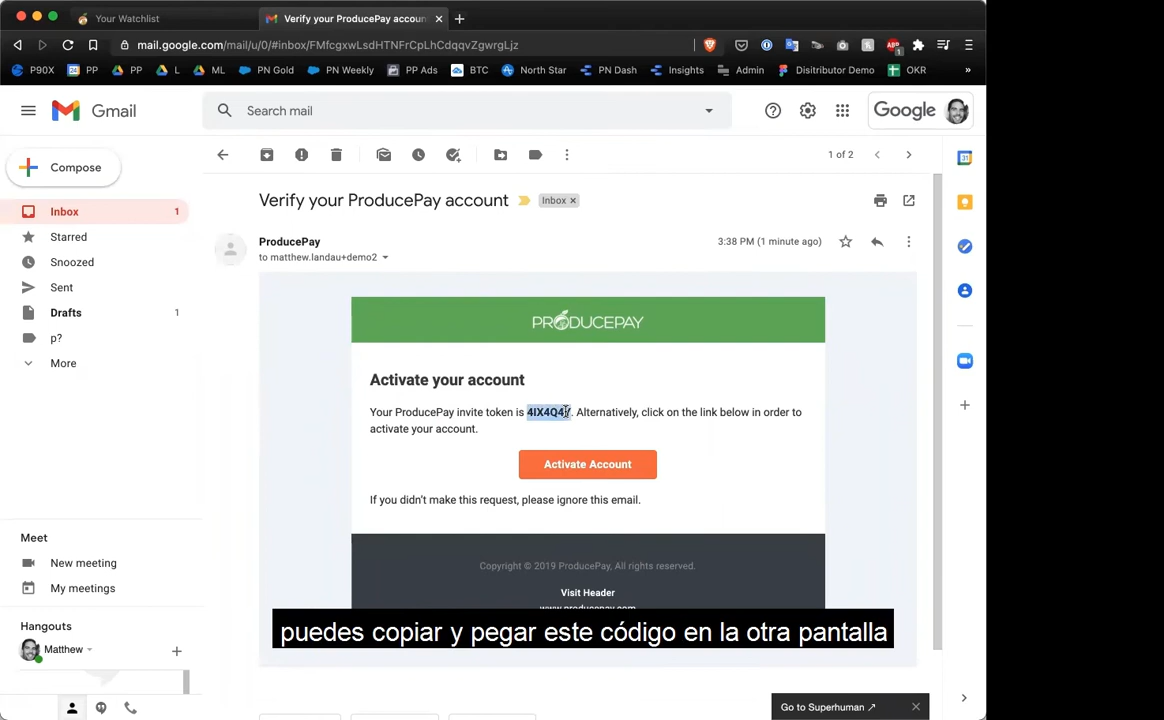 Your Watchlist
Verify your ProducePay accoun
mail.google.com/mail/u/0/#inbox/FMfcgxwLsdHTNFrCpLhCdqqvZgwrgLjz
P90X PP PP L ML PN Gold PN Weekly PP Ads BTC North Star PN Dash Insights Admin Disitributor Demo OKR »
Gmail
Search mail
Google
Compose
1 of 2
Inbox 1
Starred
Snoozed
Sent
Drafts 1
p?
More
Verify your ProducePay account Inbox
ProducePay
3:38 PM (1 minute ago)
to matthew.landau+demo2
PRODUCEPAY
Activate your account
Your ProducePay invite token is 4IX4Q4Y. Alternatively, click on the link below in order to
activate your account.
Activate Account
If you didn't make this request, please ignore this email.
Copyright © 2019 ProducePay, All rights reserved.
Visit Header
www.producepay.com
Meet
New meeting
My meetings
Hangouts
Matthew
puedes copiar y pegar este código en la otra pantalla
Go to Superhuman